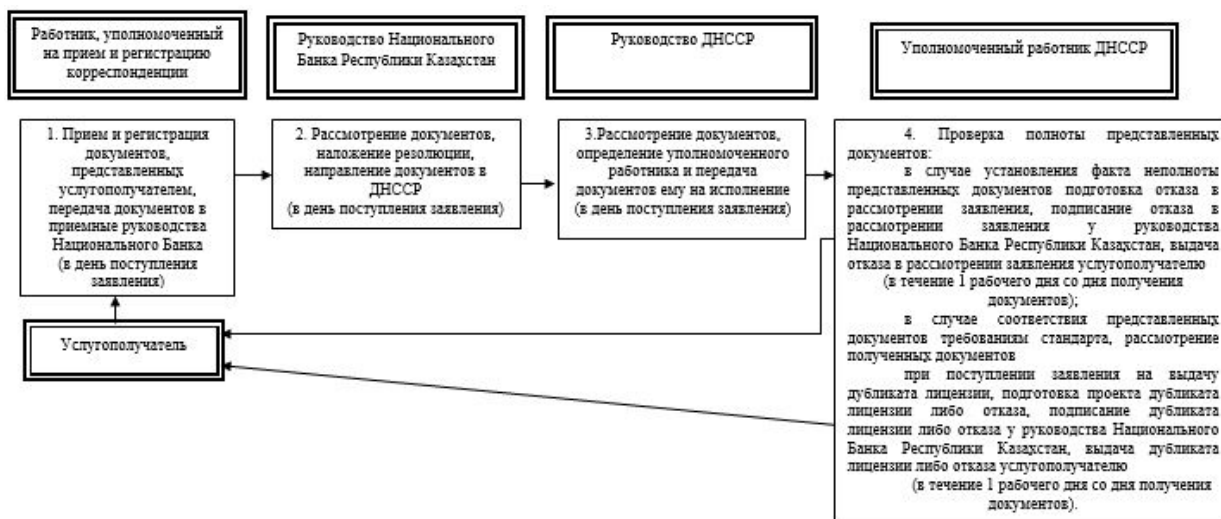 Работник, уполномоченный
на прием и регистрацию
корреспонденции
Руководство Национального
Банка Республики Казахстан
Руководство ДНССР
Уполномоченный работник ДНССР
1. Прием и регистрация
документов,
представленных
услугополучателем,
передача документов в
приемные руководства
Национального Банка
(в день поступления
заявления)
2. Рассмотрение документов,
наложение резолюции,
направление документов в
ДНССР
(в день поступления заявления)
3.Рассмотрение документов,
определение уполномоченного
работника и передача
документов ему на исполнение
(в день поступления заявления)
4. Проверка полноты представленных
документов:
в случае установления факта неполноты
представленных документов подготовка отказа в
рассмотрении заявления, подписание отказа в
рассмотрении заявления у руководства
Национального Банка Республики Казахстан, выдача
отказа в рассмотрении заявления услугополучателю
(в течение 1 рабочего дня со дня получения
документов);
в случае соответствия представленных
документов требованиям стандарта, рассмотрение
полученных документов
при поступлении заявления на выдачу
дубликата лицензии, подготовка проекта дубликата
лицензии либо отказа, подписание дубликата
лицензии либо отказа у руководства Национального
Банка Республики Казахстан, выдача дубликата
лицензии либо отказа услугополучателю
(в течение 1 рабочего дня со дня получения
документов).
Услугополучатель